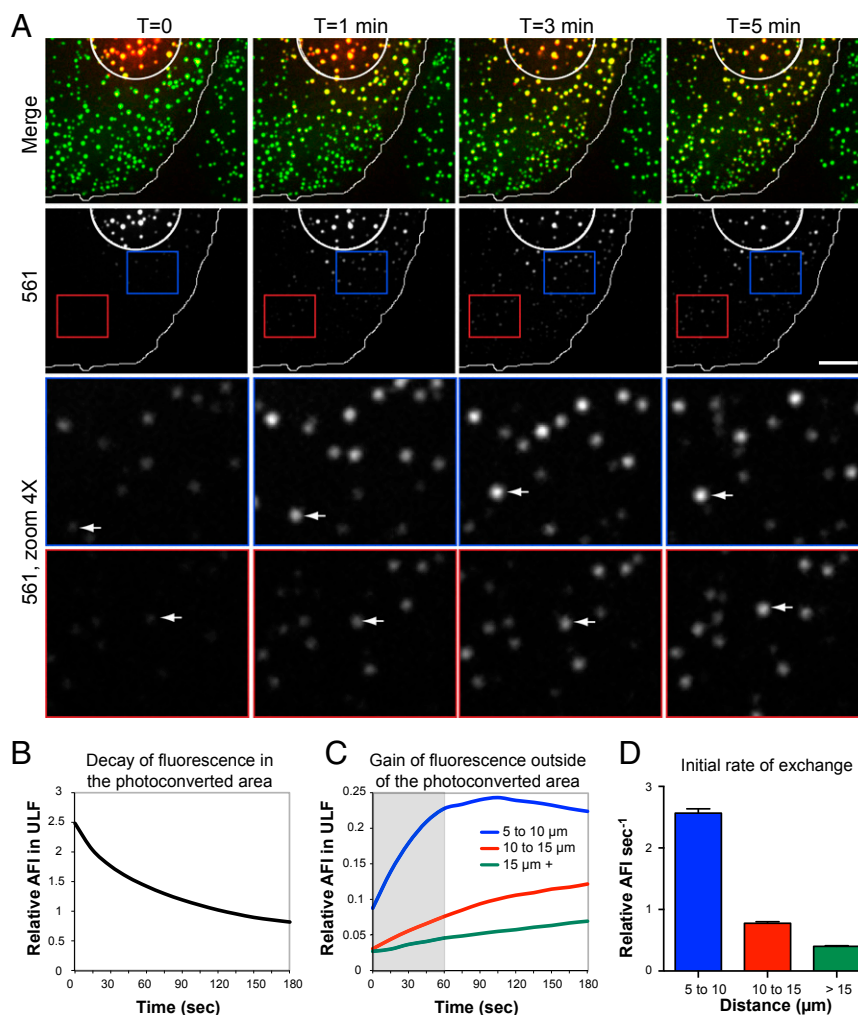 A
T=0 T=1 min T=3 min T=5 min
Merge
561
561, zoom 4X
B
Decay of fluorescence in
the photoconverted area
Relative AFI in ULF
3
2.5
2
1.5
1
0.5
0
0 30 60 90 120 150 180
Time (sec)
C
Gain of fluorescence outside
of the photoconverted area
Relative AFI in ULF
0.25
0.2
0.15
0.1
0.05
0
5 to 10 µm
10 to 15 µm
15 µm +
0 30 60 90 120 150 180
Time (sec)
D
Initial rate of exchange
Relative AFI sec⁻¹
3
2
1
0
5 to 10 10 to 15 > 15
Distance (µm)